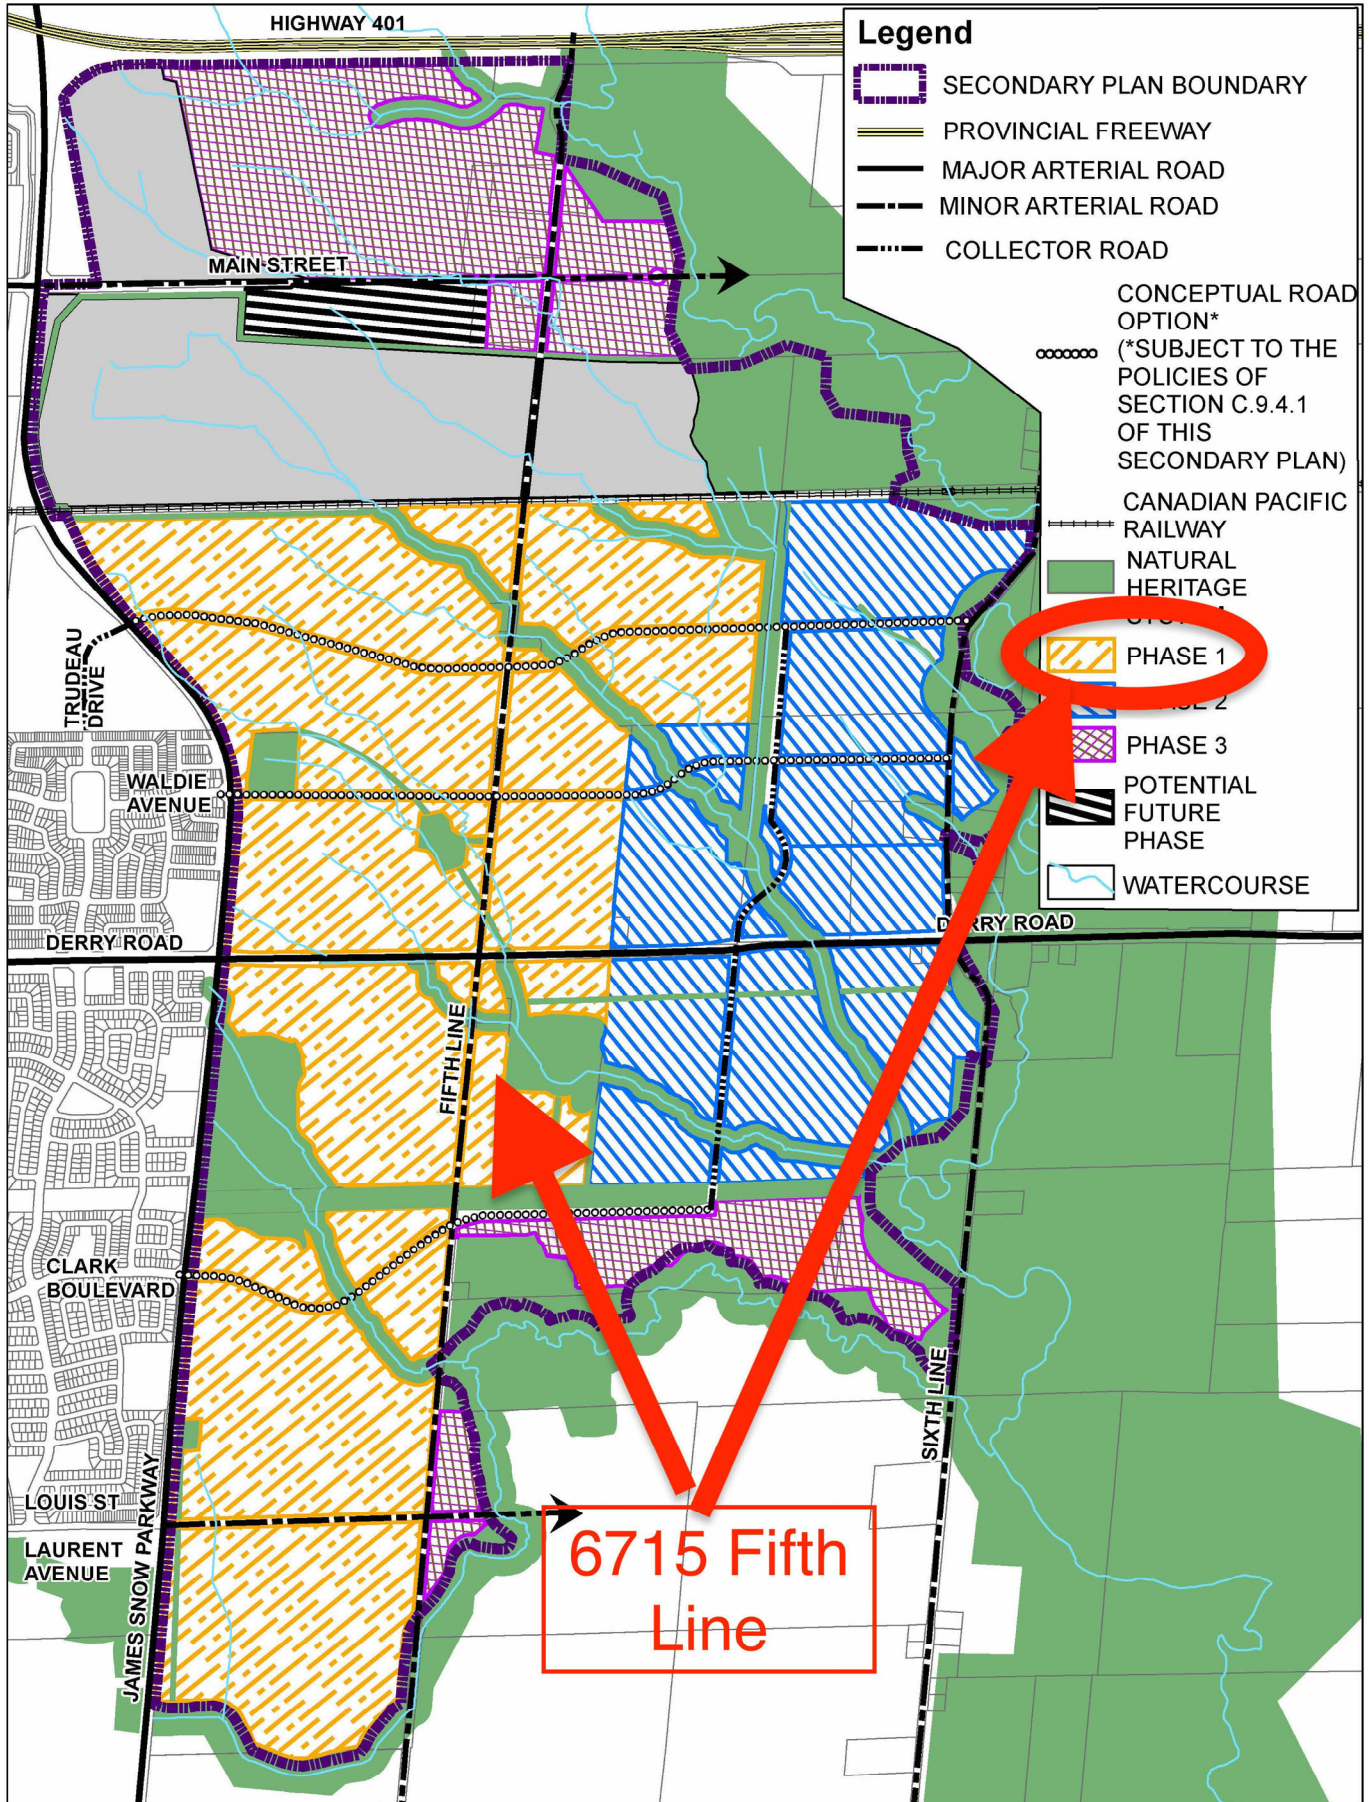 HIGHWAY 401
Legend
SECONDARY PLAN BOUNDARY
PROVINCIAL FREEWAY
MAJOR ARTERIAL ROAD
MINOR ARTERIAL ROAD
COLLECTOR ROAD
CONCEPTUAL ROAD
OPTION*
(*SUBJECT TO THE
POLICIES OF
SECTION C.9.4.1
OF THIS
SECONDARY PLAN)
CANADIAN PACIFIC
RAILWAY
NATURAL
HERITAGE
PHASE 1
2
PHASE 3
POTENTIAL
FUTURE
PHASE
WATERCOURSE
MAIN STREET
TRUDEAU
DRIVE
WALDIE
AVENUE
DERRY ROAD
DERRY ROAD
FIFTH LINE
CLARK
BOULEVARD
SIXTH LINE
LOUIS ST
LAURENT
AVENUE
JAMES SNOW PARKWAY
6715 Fifth
Line